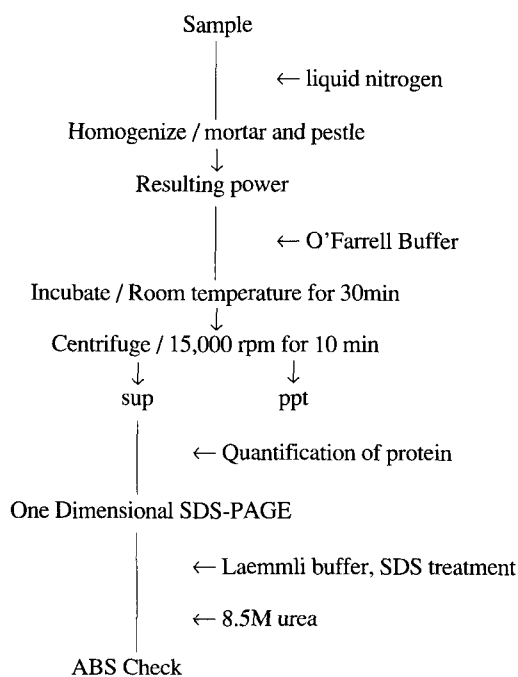 Sample
← liquid nitrogen
Homogenize / mortar and pestle
↓
Resulting power
← O'Farrell Buffer
Incubate / Room temperature for 30min
↓
Centrifuge / 15,000 rpm for 10 min
↓ ↓
sup ppt
← Quantification of protein
One Dimensional SDS-PAGE
← Laemmli buffer, SDS treatment
← 8.5M urea
ABS Check